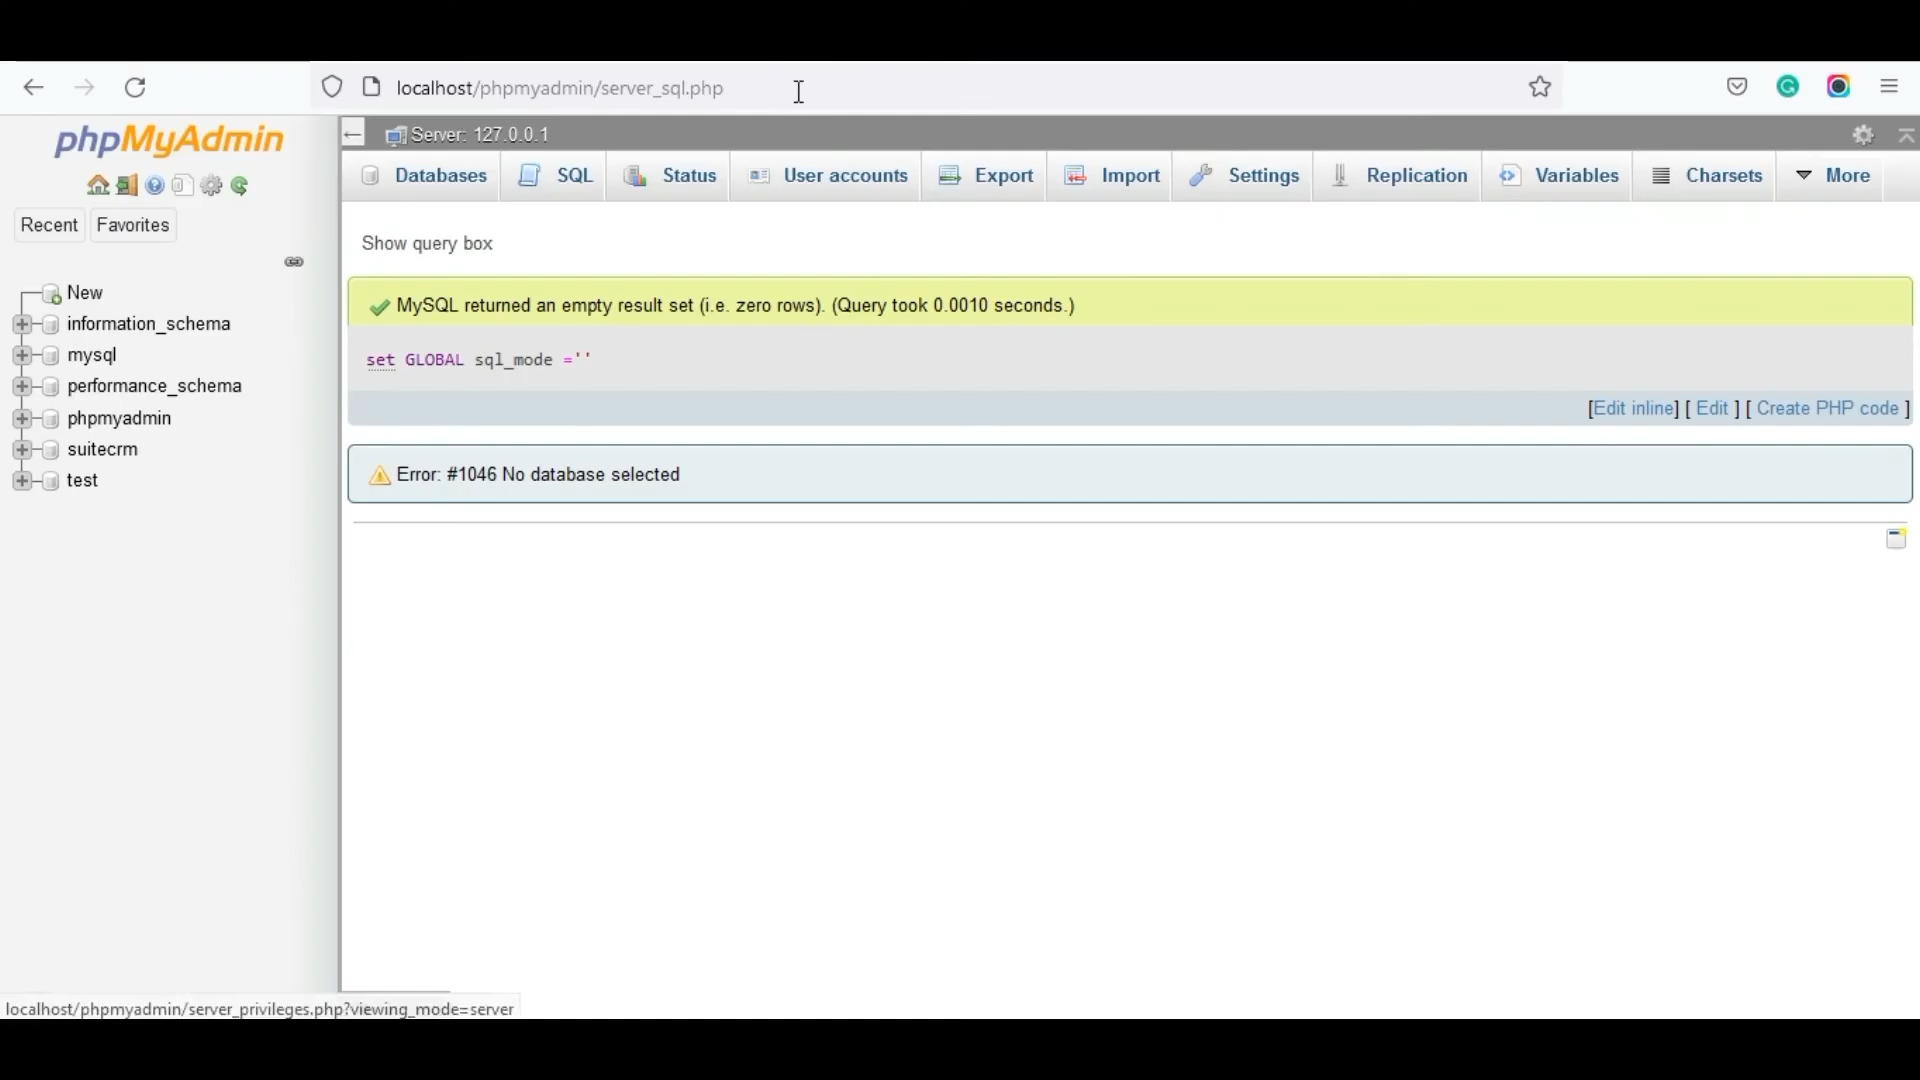 localhost/phpmyadmin/server_sql.php
phpMyAdmin
Server: 127.0.0.1
Databases SQL Status User accounts Export Import Settings Replication Variables Charsets More
Recent Favorites
Show query box
New
information_schema
mysql
performance_schema
phpmyadmin
suitecrm
test
MySQL returned an empty result set (i.e. zero rows). (Query took 0.0010 seconds.)
set GLOBAL sql_mode =''
[Edit inline] [ Edit ] [ Create PHP code ]
Error: #1046 No database selected
localhost/phpmyadmin/server_privileges.php?viewing_mode=server